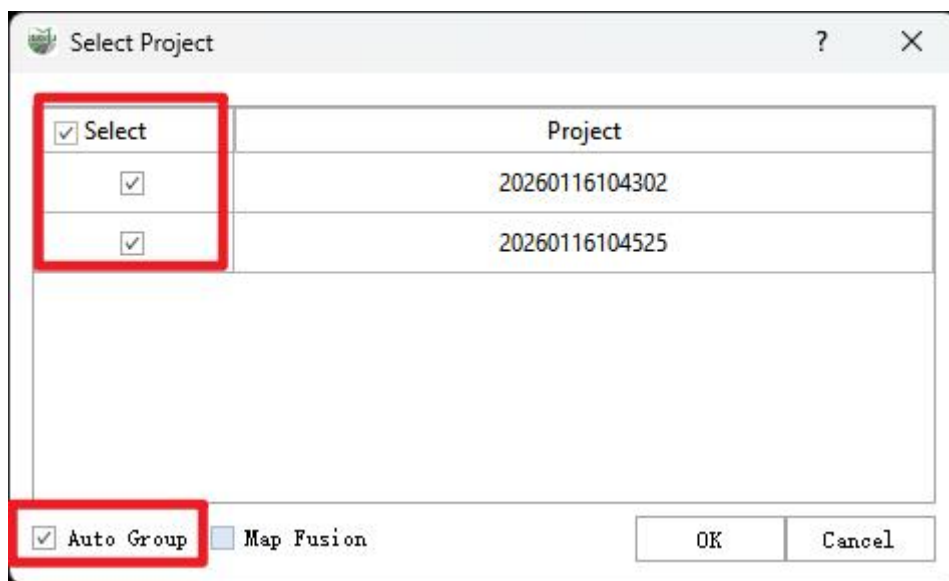 Select Project ?
Select Project
20260116104302
20260116104525
Auto Group Map Fusion OK Cancel